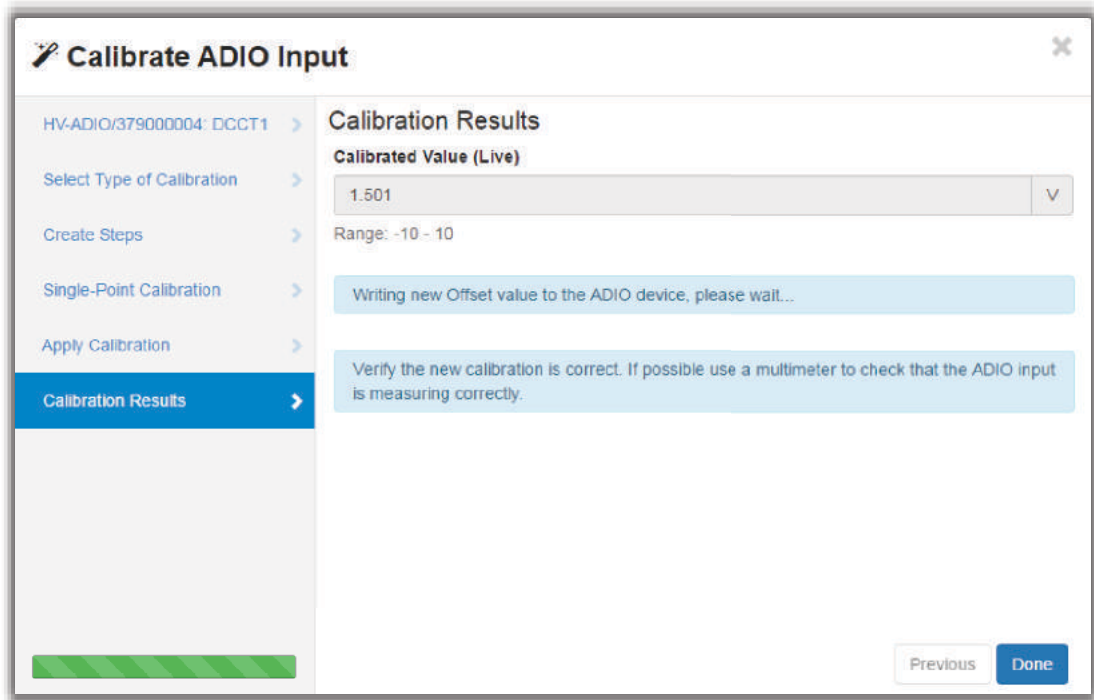 Calibrate ADIO Input
HV-ADIO/379000004: DCCT1
Select Type of Calibration
Create Steps
Single-Point Calibration
Apply Calibration
Calibration Results
Calibration Results
Calibrated Value (Live)
1.501 V
Range: -10 - 10
Writing new Offset value to the ADIO device, please wait...
Verify the new calibration is correct. If possible use a multimeter to check that the ADIO input
is measuring correctly.
Previous Done